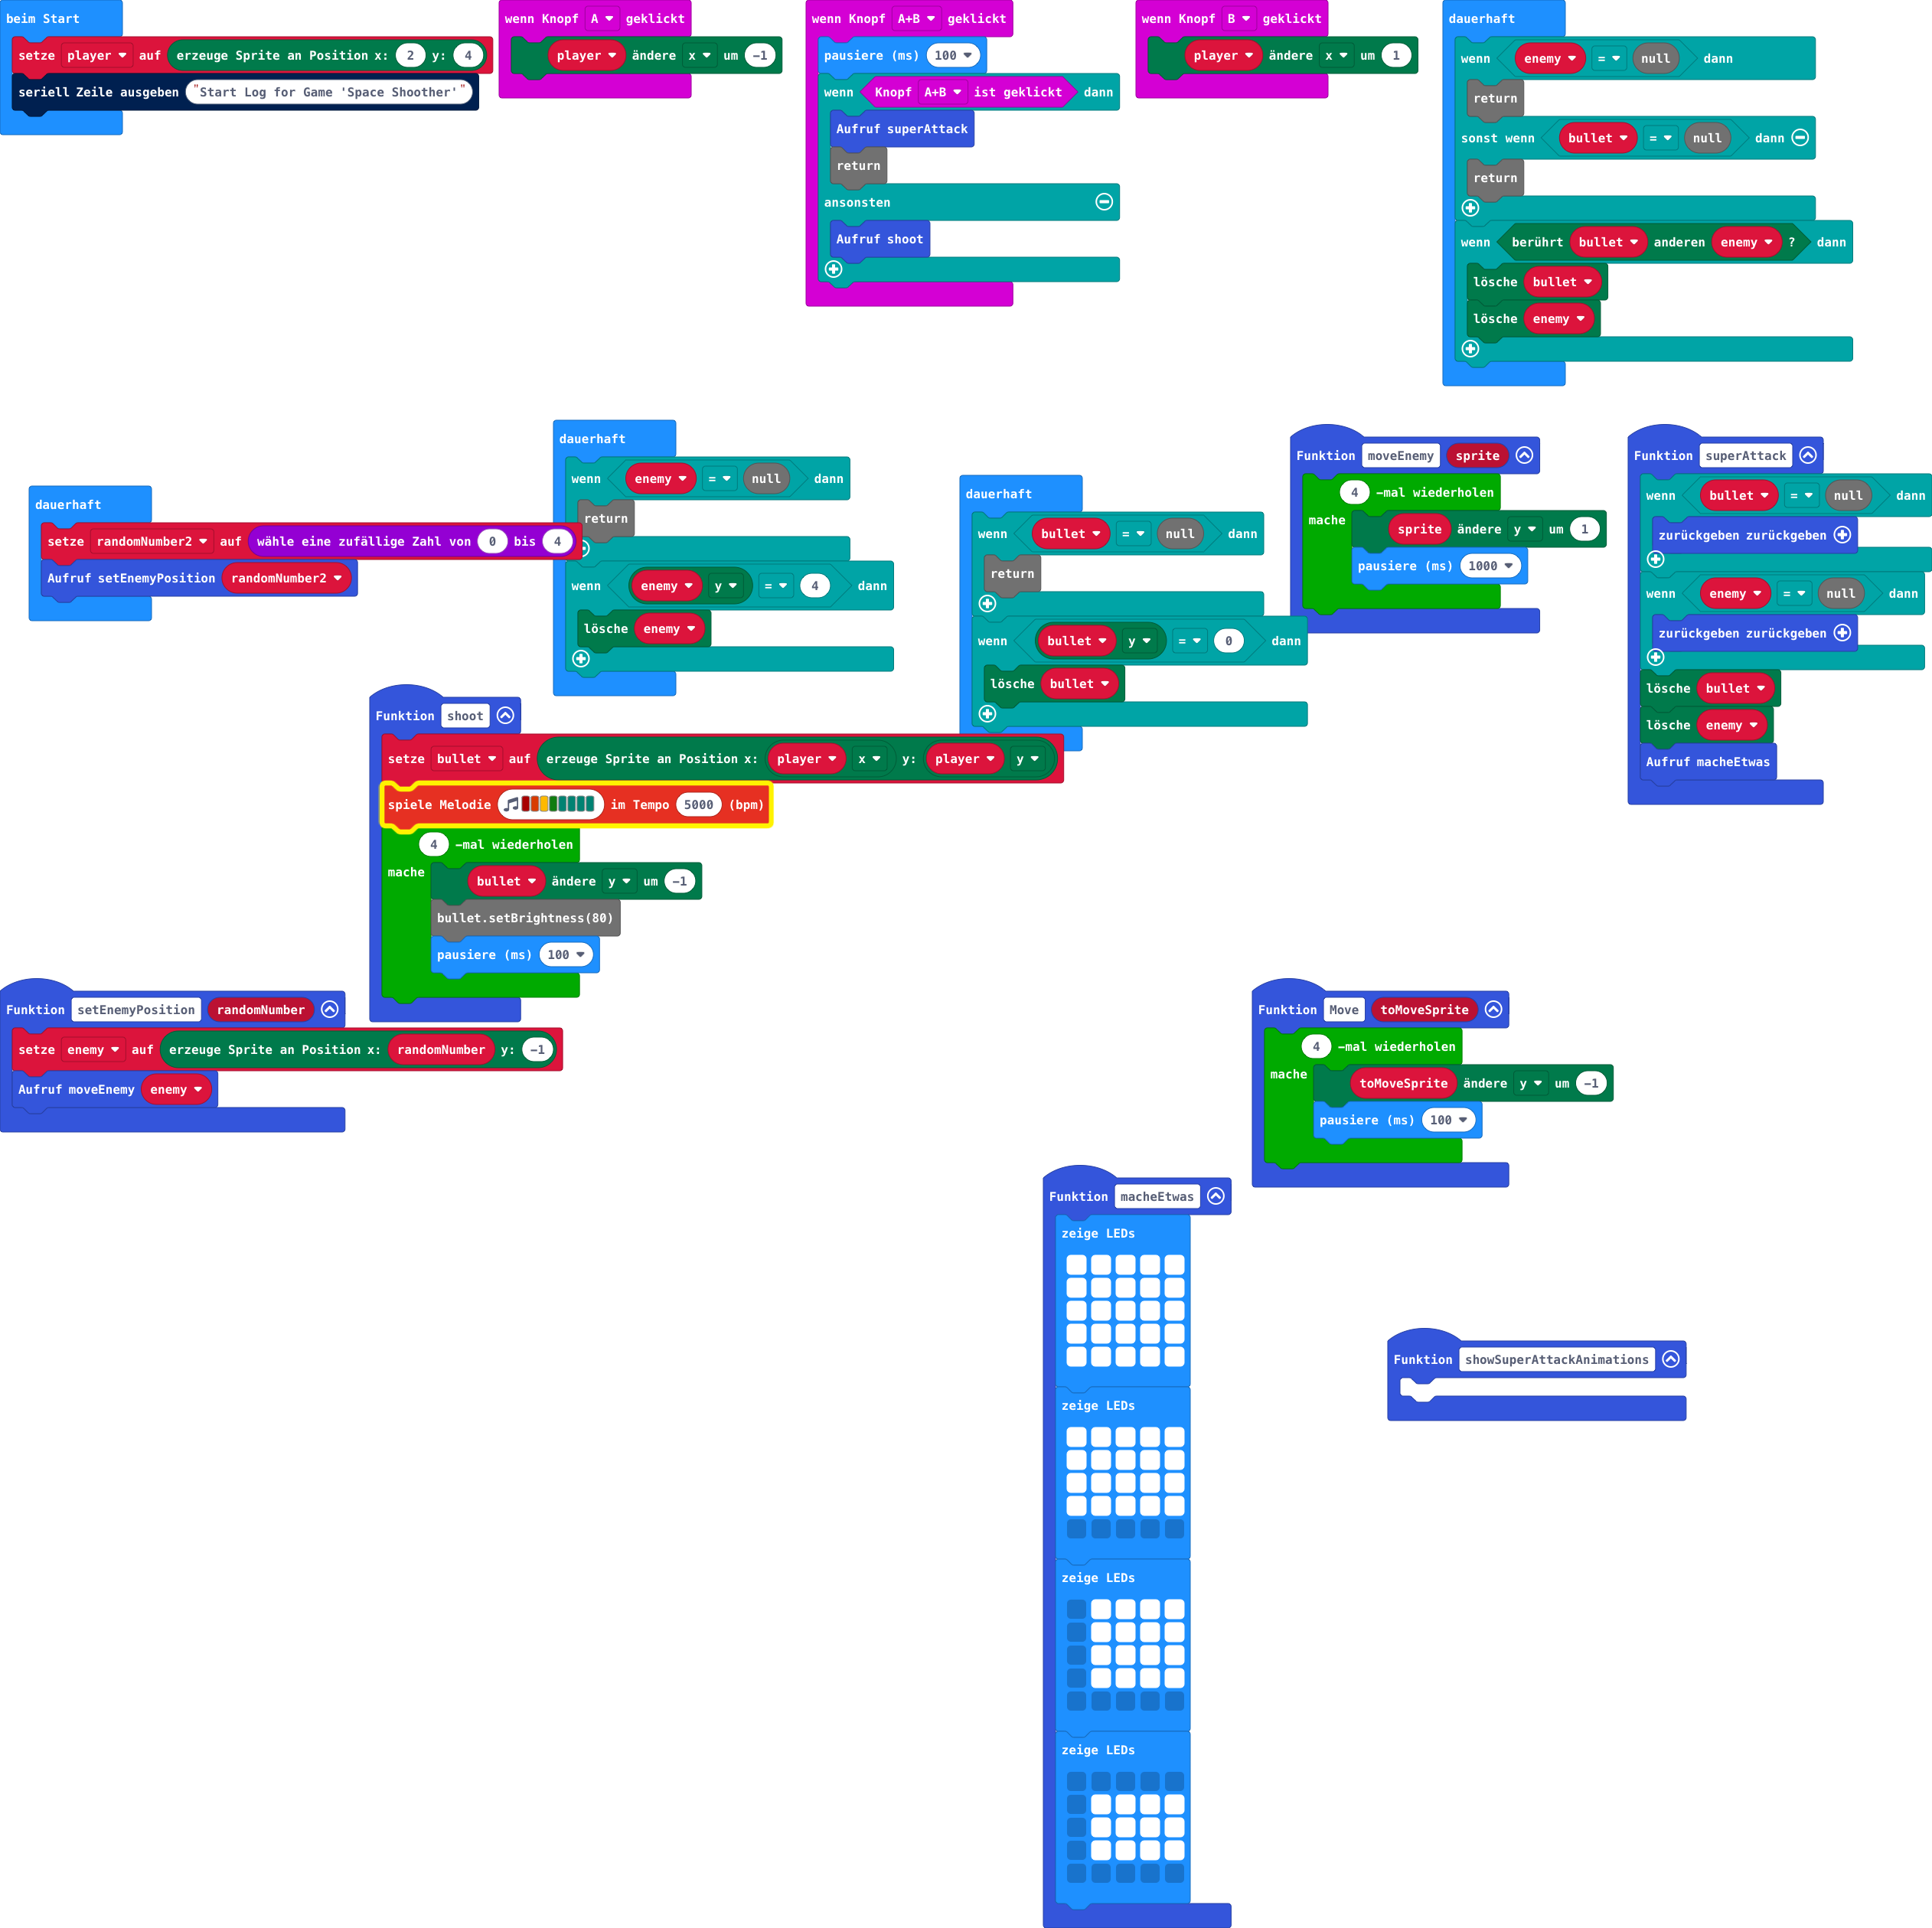 beim Start
setze player auf erzeuge Sprite an Position x: 2 y: 4
seriell Zeile ausgeben "Start Log for Game 'Space Shoother'"
wenn Knopf A geklickt
player ändere x um -1
wenn Knopf A+B geklickt
pausiere (ms) 100
wenn Knopf A+B ist geklickt dann
Aufruf superAttack
return
ansonsten
Aufruf shoot
wenn Knopf B geklickt
player ändere x um 1
dauerhaft
wenn enemy = null dann
return
sonst wenn bullet = null dann
return
wenn berührt bullet anderen enemy ? dann
lösche bullet
lösche enemy
dauerhaft
setze randomNumber2 auf wähle eine zufällige Zahl von 0 bis 4
Aufruf setEnemyPosition randomNumber2
dauerhaft
wenn enemy = null dann
return
wenn enemy y = 4 dann
lösche enemy
dauerhaft
wenn bullet = null dann
return
wenn bullet y = 0 dann
lösche bullet
Funktion moveEnemy sprite
4 -mal wiederholen
mache sprite ändere y um 1
pausiere (ms) 1000
Funktion superAttack
wenn bullet = null dann
zurückgeben zurückgeben
wenn enemy = null dann
zurückgeben zurückgeben
lösche bullet
lösche enemy
Aufruf macheEtwas
Funktion shoot
setze bullet auf erzeuge Sprite an Position x: player x y: player y
spiele Melodie im Tempo 5000 (bpm)
4 -mal wiederholen
mache bullet ändere y um -1
bullet.setBrightness(80)
pausiere (ms) 100
Funktion setEnemyPosition randomNumber
setze enemy auf erzeuge Sprite an Position x: randomNumber y: -1
Aufruf moveEnemy enemy
Funktion Move toMoveSprite
4 -mal wiederholen
mache toMoveSprite ändere y um -1
pausiere (ms) 100
Funktion macheEtwas
zeige LEDs
zeige LEDs
zeige LEDs
zeige LEDs
Funktion showSuperAttackAnimations